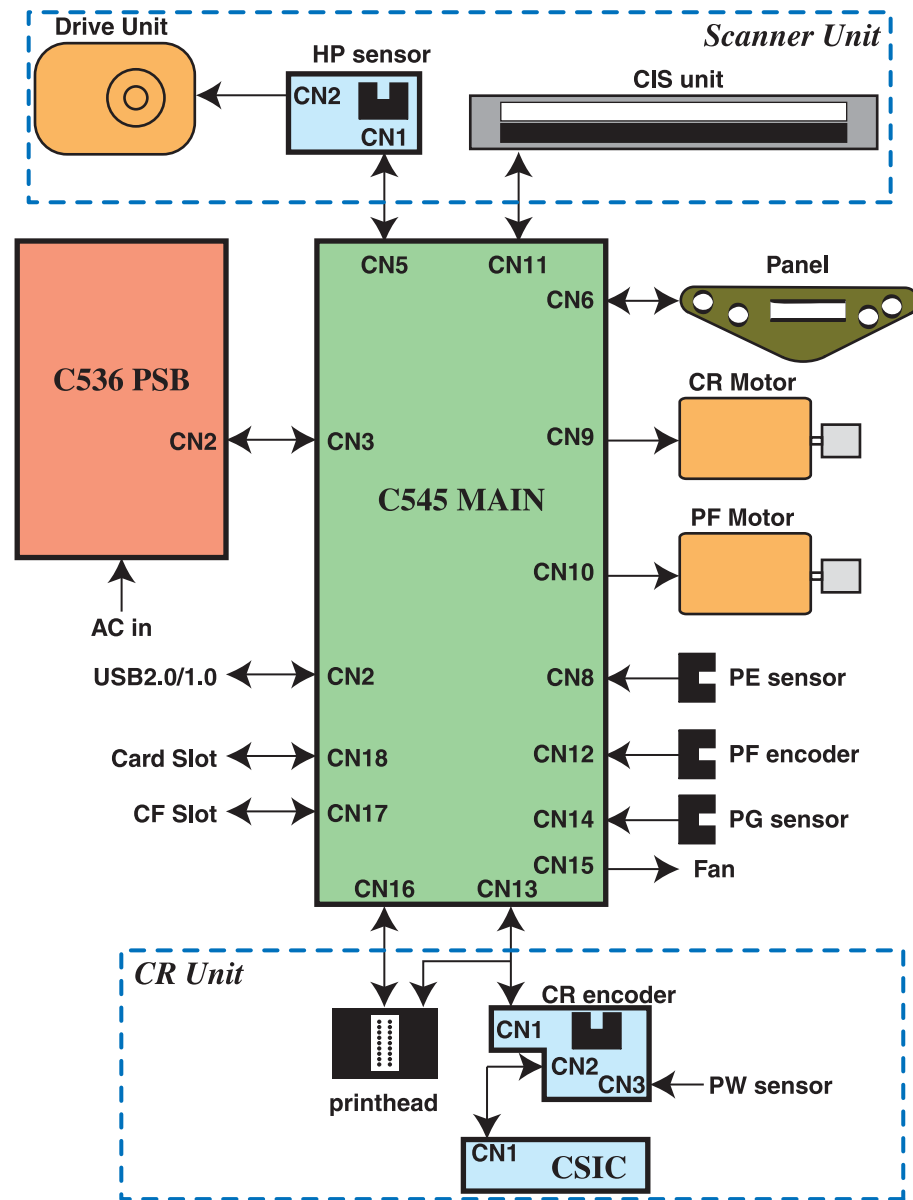 Drive Unit
Scanner Unit
HP sensor
CIS unit
CN2
CN1
CN5
CN11
Panel
CN6
C536 PSB
CR Motor
CN2
CN3
CN9
C545 MAIN
PF Motor
CN10
AC in
USB2.0/1.0
CN2
CN8
PE sensor
Card Slot
CN18
CN12
PF encoder
CF Slot
CN17
CN14
PG sensor
CN15
Fan
CN16
CN13
CR Unit
CR encoder
CN1
CN2
CN3
PW sensor
printhead
CN1
CSIC